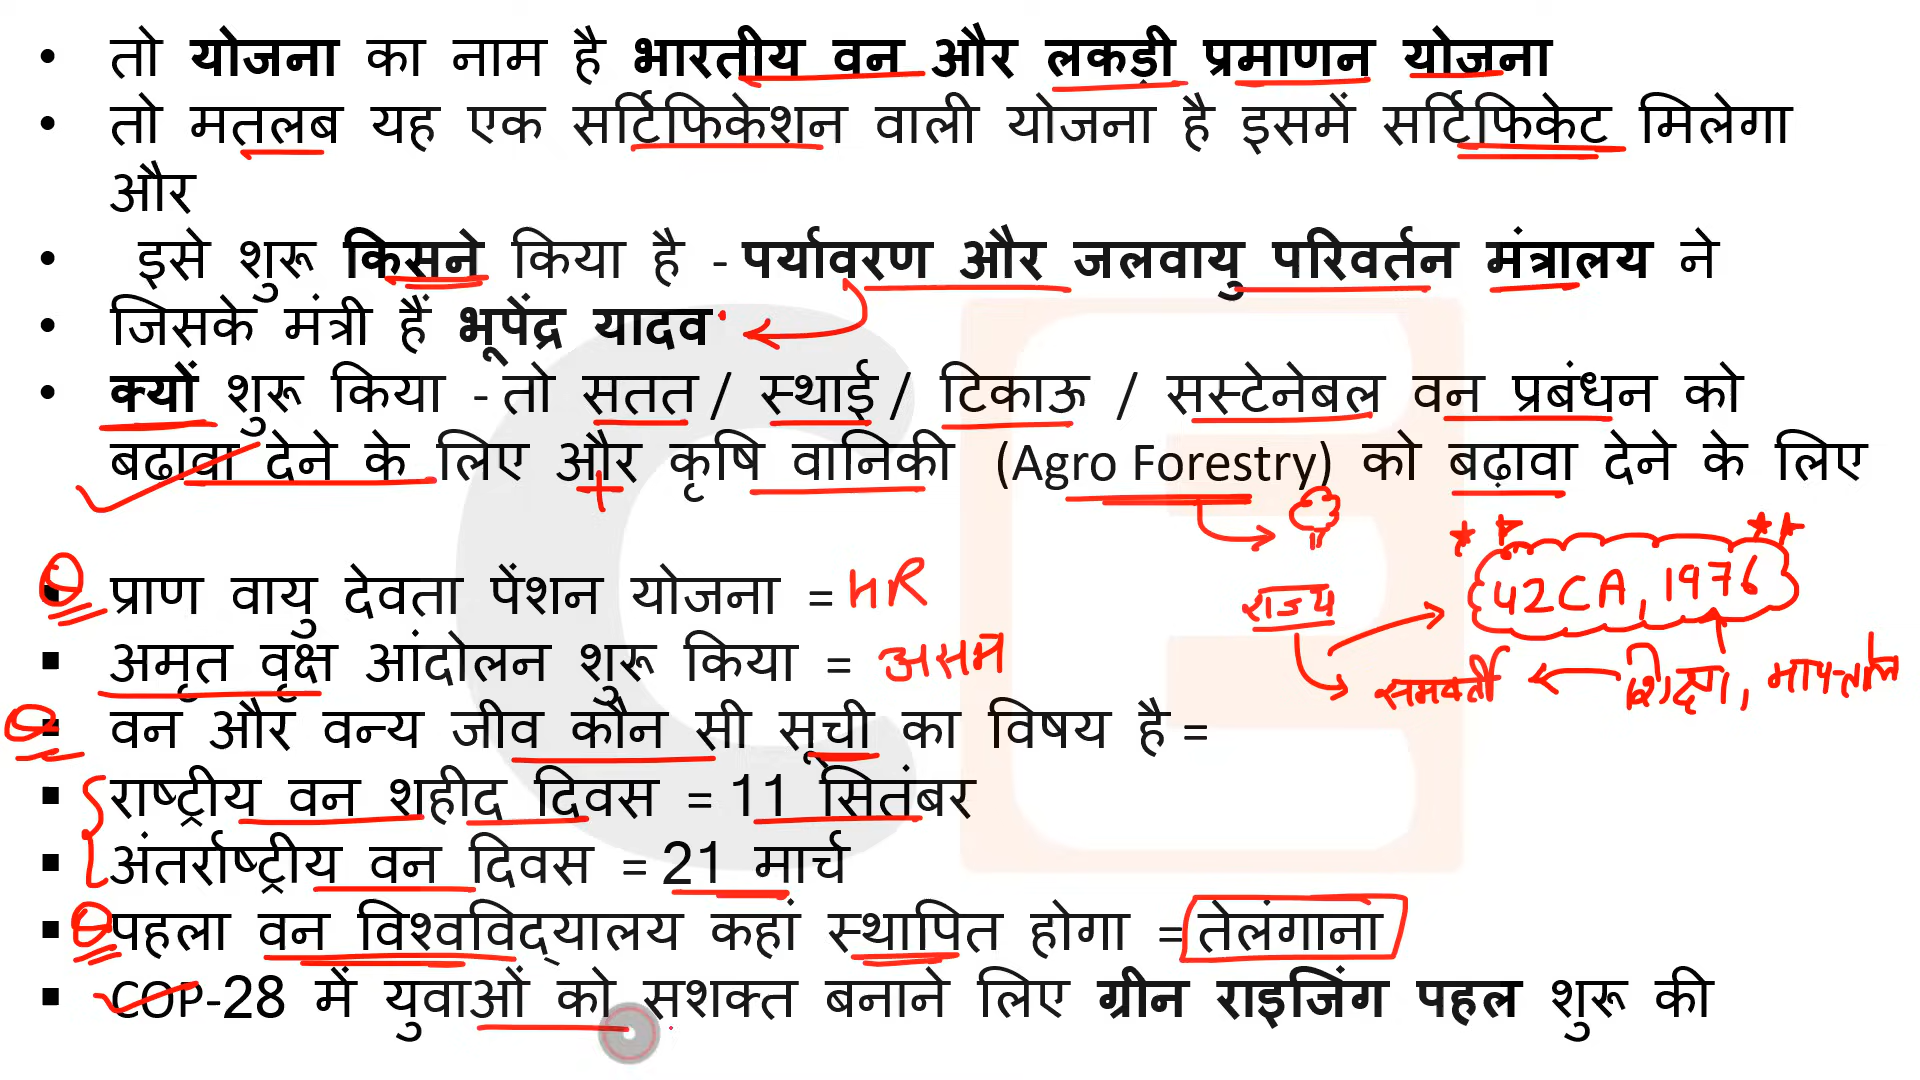 • तो योजना का नाम है भारतीय वन और लकड़ी प्रमाणन योजना
• तो मतलब यह एक सर्टिफिकेशन वाली योजना है इसमें सर्टिफिकेट मिलेगा
और
• इसे शुरू किसने किया है - पर्यावरण और जलवायु परिवर्तन मंत्रालय ने
• जिसके मंत्री हैं भूपेंद्र यादव
• क्यों शुरू किया - तो सतत / स्थाई / टिकाऊ / सस्टेनेबल वन प्रबंधन को
बढावा देने के लिए और कृषि वानिकी (Agro Forestry) को बढ़ावा देने के लिए
▪ प्राण वायु देवता पेंशन योजना = HR
राज्य
42CA, 1976
▪ अमृत वृक्ष आंदोलन शुरू किया = असम
समवर्ती
शिक्षा,
▪ वन और वन्य जीव कौन सी सूची का विषय है =
▪ राष्ट्रीय वन शहीद दिवस = 11 सितंबर
▪ अंतर्राष्ट्रीय वन दिवस = 21 मार्च
▪ पहला वन विश्वविद्यालय कहां स्थापित होगा = तेलंगाना
▪ COP-28 में युवाओं को सशक्त बनाने लिए ग्रीन राइजिंग पहल शुरू की